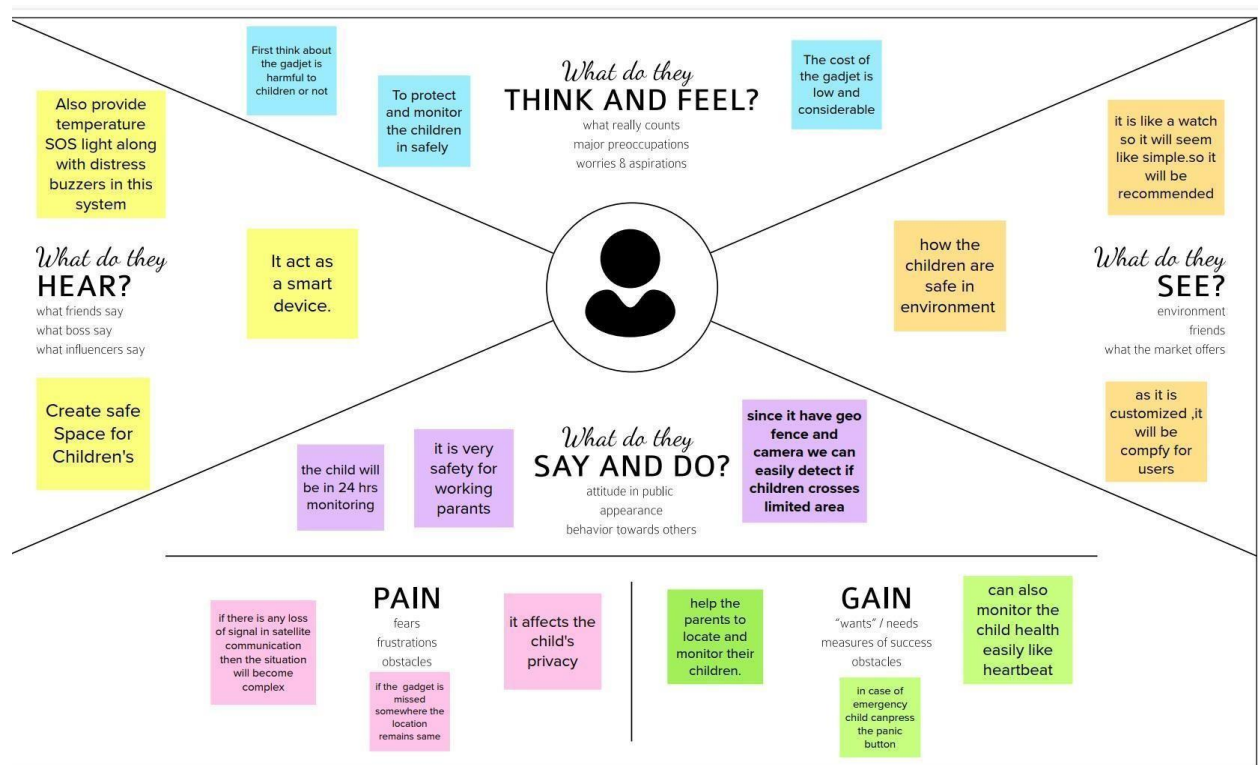 First think about
the gadjet is
harmful to
children or not
To protect
and monitor
the children
in safely
What do they
THINK AND FEEL?
what really counts
major preoccupations
worries & aspirations
The cost of
the gadjet is
low and
considerable
Also provide
temperature
SOS light along
with distress
buzzers in this
system
What do they
HEAR?
what friends say
what boss say
what influencers say
It act as
a smart
device.
Create safe
Space for
Children's
it is like a watch
so it will seem
like simple.so it
will be
recommended
how the
children are
safe in
environment
What do they
SEE?
environment
friends
what the market offers
as it is
customized ,it
will be
compfy for
users
the child will
be in 24 hrs
monitoring
it is very
safety for
working
parants
What do they
SAY AND DO?
attitude in public
appearance
behavior towards others
since it have geo
fence and
camera we can
easily detect if
children crosses
limited area
if there is any loss
of signal in satellite
communication
then the situation
will become
complex
PAIN
fears
frustrations
obstacles
if the gadget is
missed
somewhere the
location
remains same
it affects the
child's
privacy
help the
parents to
locate and
monitor their
children.
GAIN
"wants" / needs
measures of success
obstacles
in case of
emergency
child canpress
the panic
button
can also
monitor the
child health
easily like
heartbeat